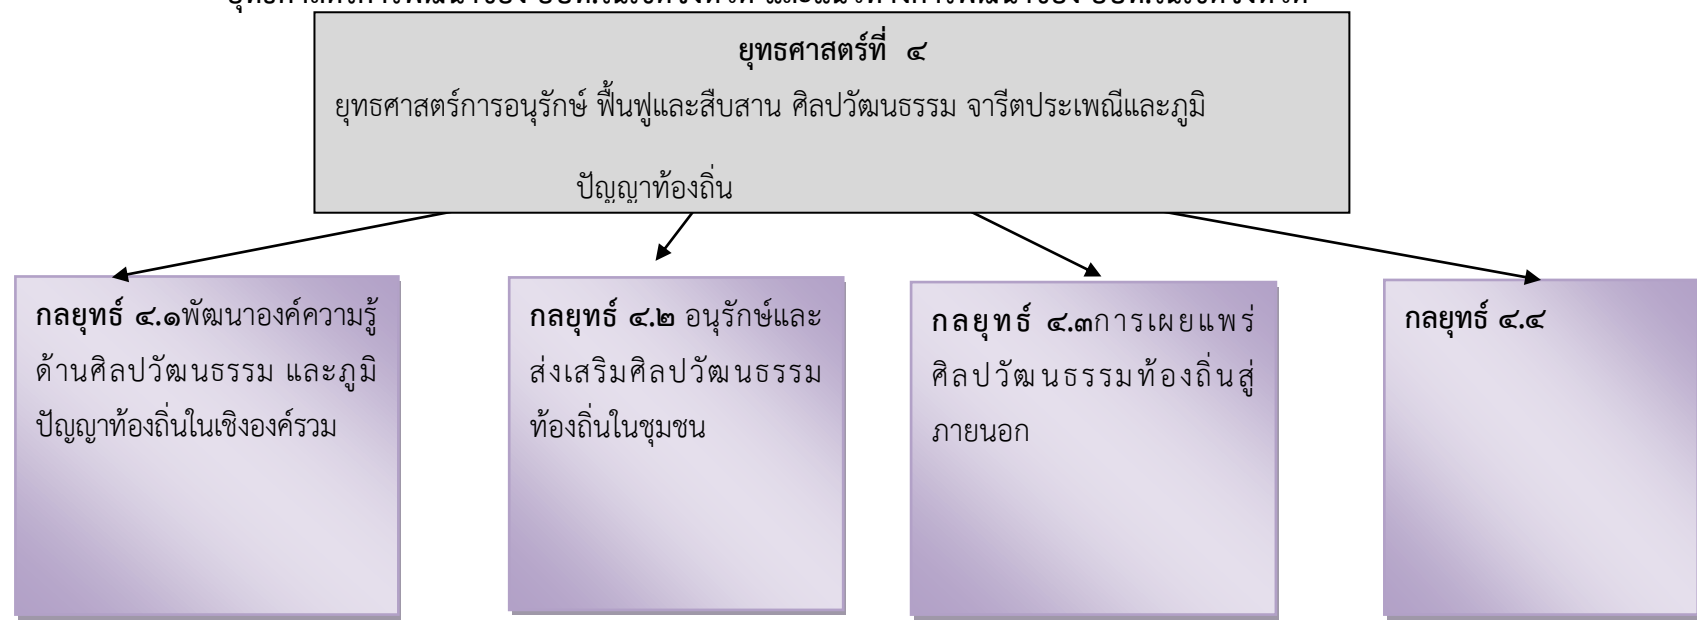 ยุทธศาสตร์ที่ ๔
ยุทธศาสตร์การอนุรักษ์ ฟื้นฟูและสืบสาน ศิลปวัฒนธรรม จารีตประเพณีและภูมิ
ปัญญาท้องถิ่น
กลยุทธ์ ๔.๑พัฒนาองค์ความรู้
ด้านศิลปวัฒนธรรม และภูมิ
ปัญญาท้องถิ่นในเชิงองค์รวม
กลยุทธ์ ๔.๒ อนุรักษ์และ
ส่งเสริมศิลปวัฒนธรรม
ท้องถิ่นในชุมชน
กลยุทธ์ ๔.๓การเผยแพร่
ศิลปวัฒนธรรมท้องถิ่นสู่
ภายนอก
กลยุทธ์ ๔.๔